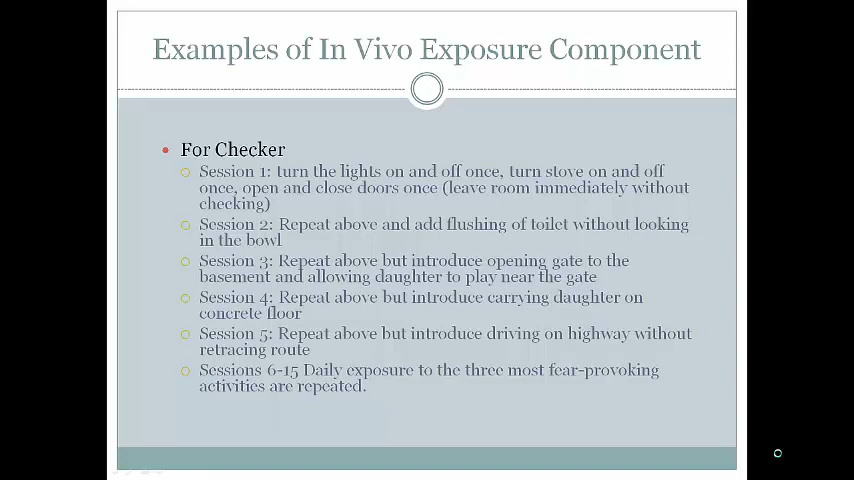 Examples of In Vivo Exposure Component
For Checker
Session 1: turn the lights on and off once, turn stove on and off
once, open and close doors once (leave room immediately without
checking)
Session 2: Repeat above and add flushing of toilet without looking
in the bowl
Session 3: Repeat above but introduce opening gate to the
basement and allowing daughter to play near the gate
Session 4: Repeat above but introduce carrying daughter on
concrete floor
Session 5: Repeat above but introduce driving on highway without
retracing route
Sessions 6-15 Daily exposure to the three most fear-provoking
activities are repeated.